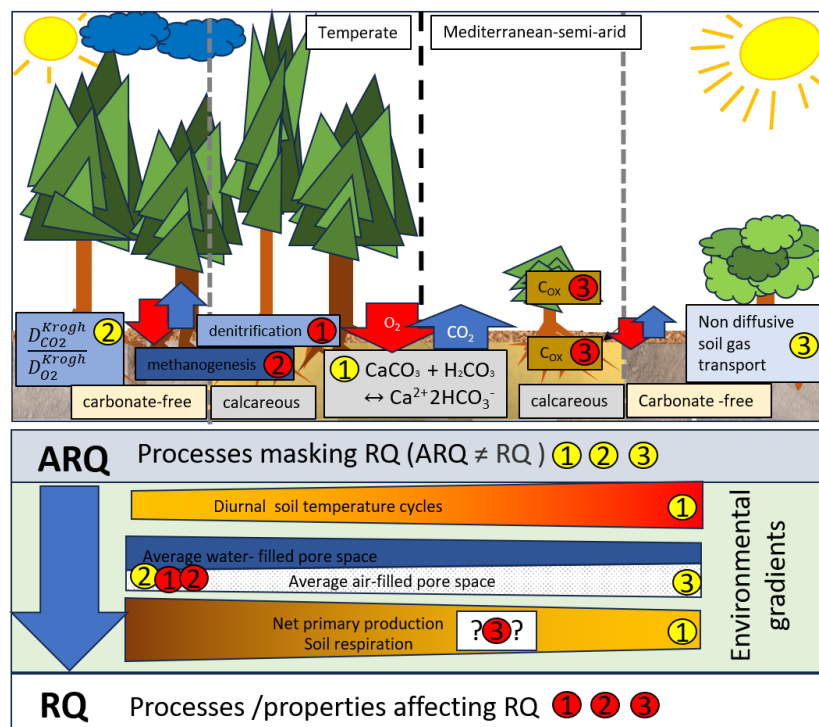 Temperate
Mediterranean-semi-arid
C_OX 3
D_CO2^Krogh
D_O2^Krogh
2
denitrification 1
O₂
CO₂
Non diffusive
soil gas
transport 3
methanogenesis 2
1 CaCO₃ + H₂CO₃
↔ Ca²⁺2HCO₃⁻
C_OX 3
carbonate-free
calcareous
calcareous
Carbonate -free
ARQ Processes masking RQ (ARQ ≠ RQ ) 1 2 3
Diurnal soil temperature cycles 1
Average water- filled pore space
2 1 2 Average air-filled pore space 3
Net primary production
Soil respiration
?3? 1
Environmental
gradients
RQ Processes /properties affecting RQ 1 2 3